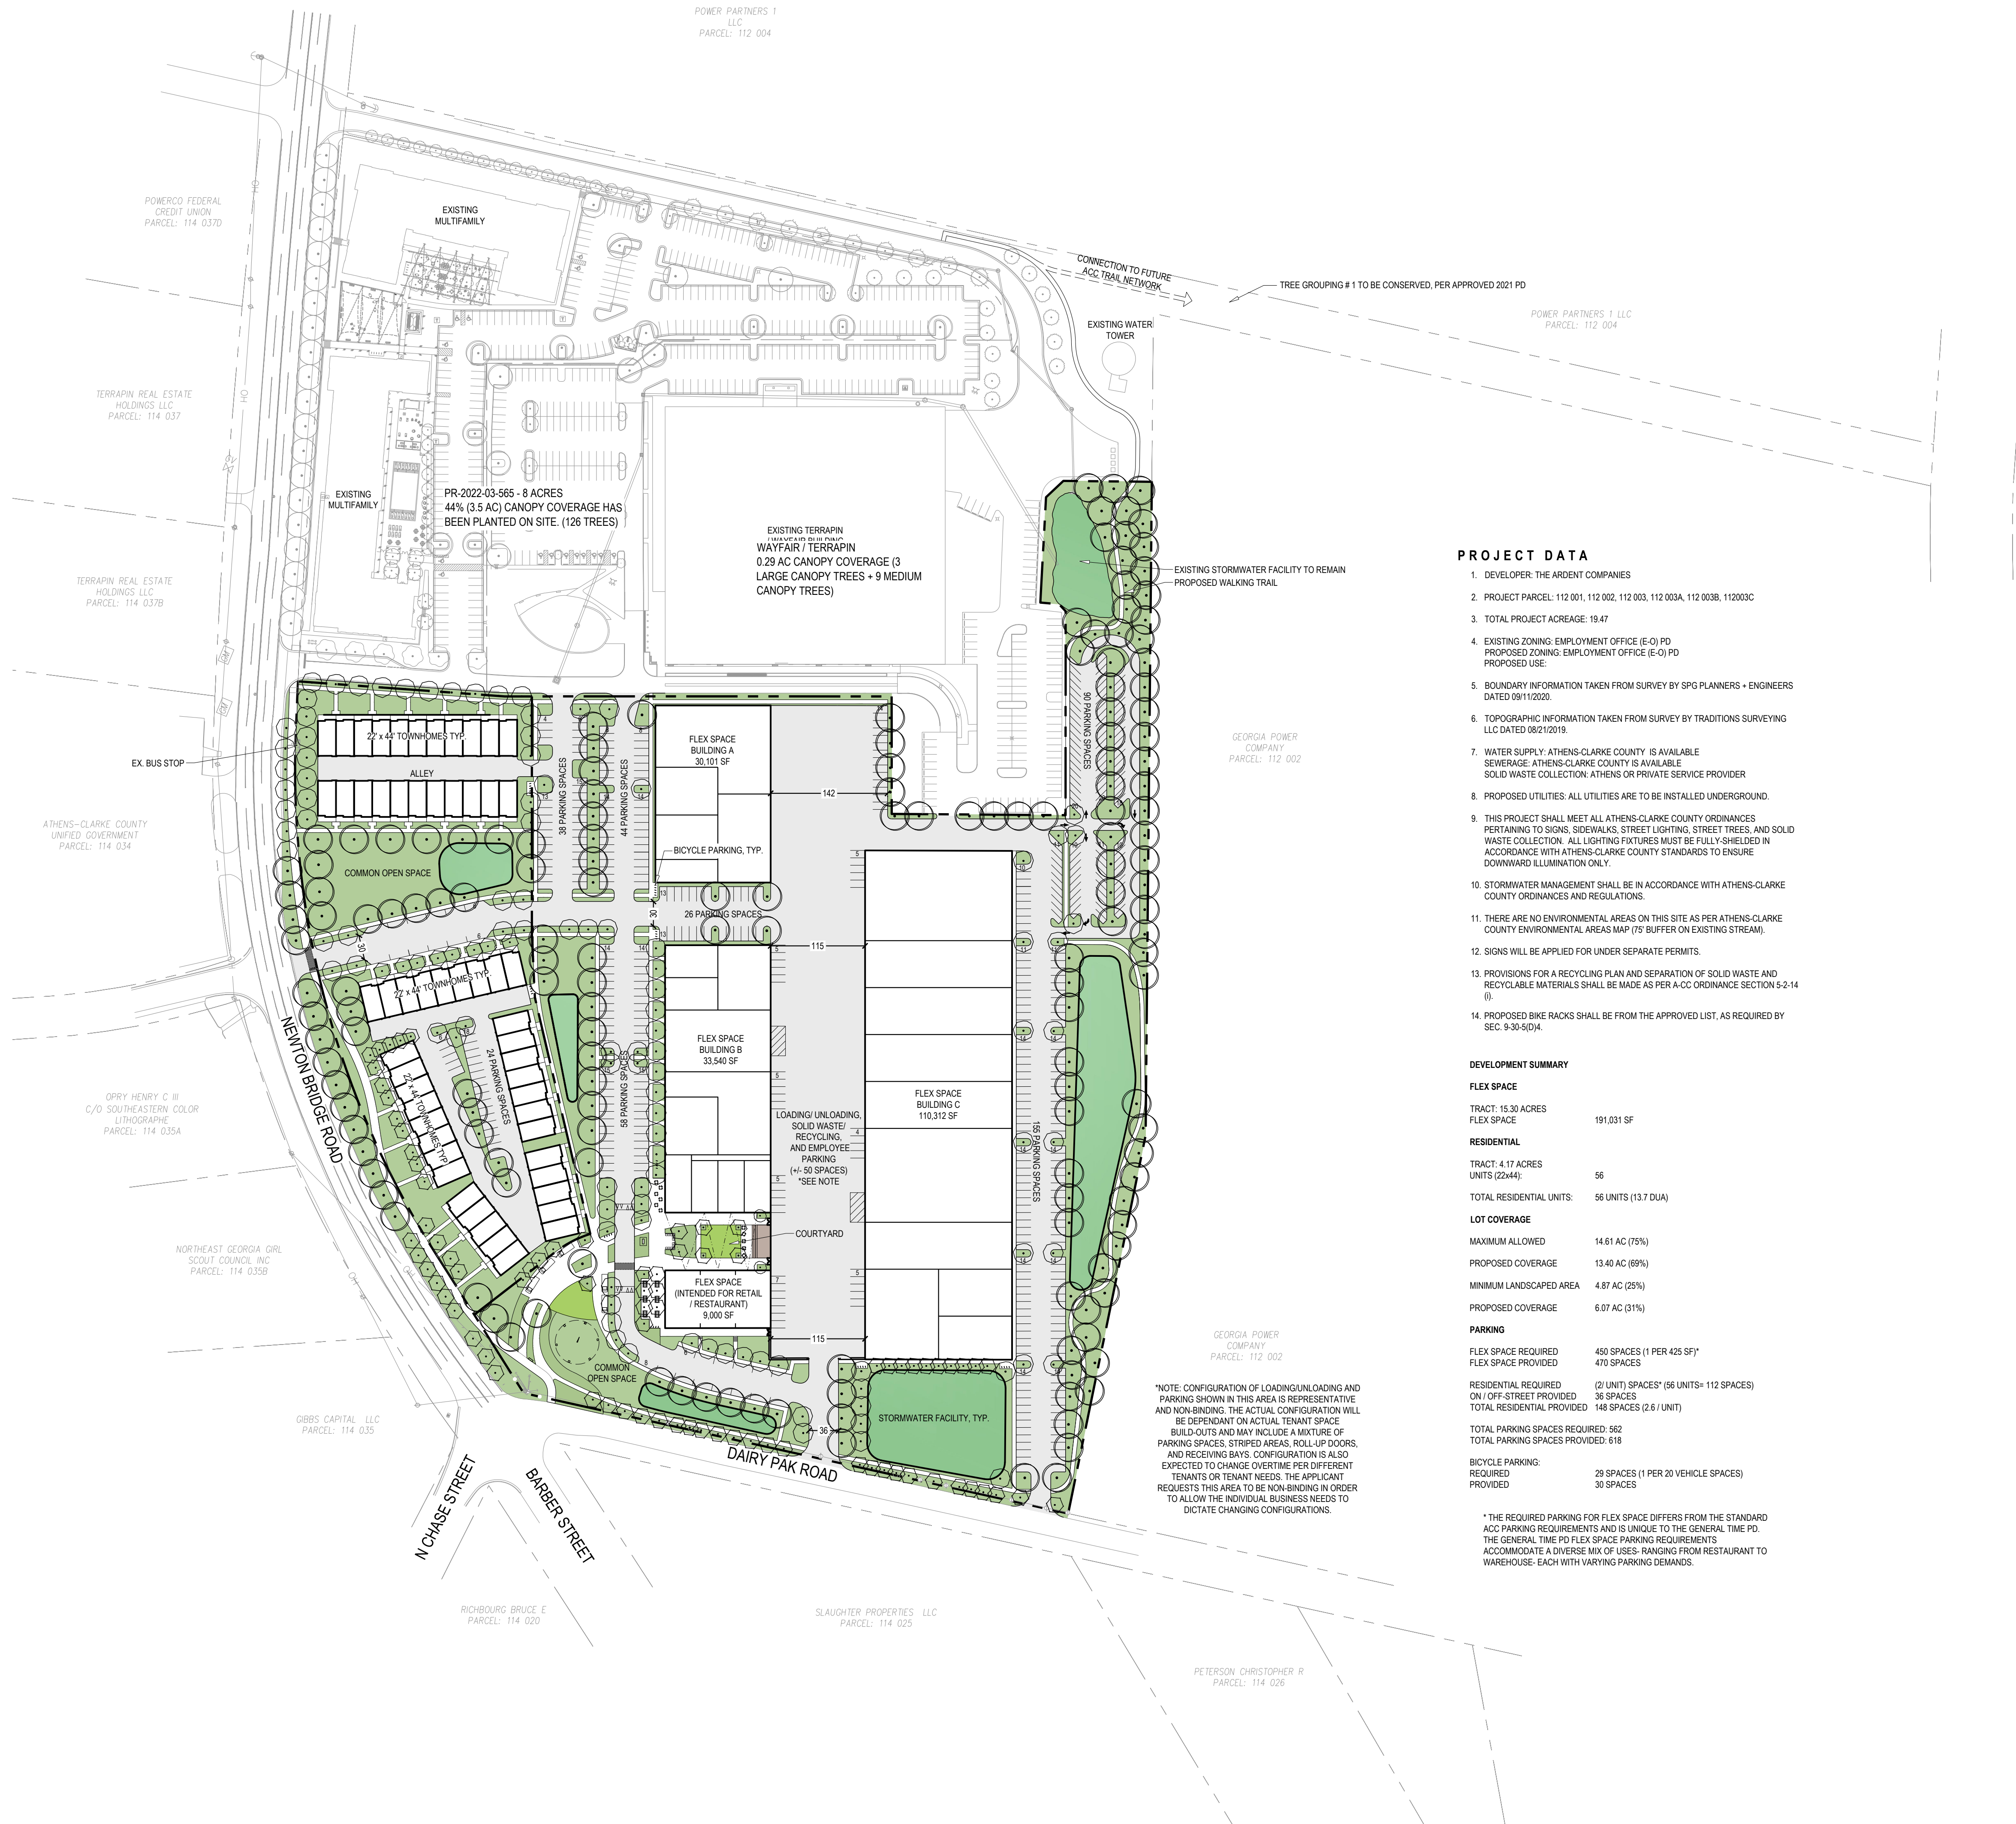 POWER PARTNERS 1
LLC
PARCEL: 112 004
POWERCO FEDERAL
CREDIT UNION
PARCEL: 114 037D
EXISTING
MULTIFAMILY
CONNECTION TO FUTURE
ACC TRAIL NETWORK
TREE GROUPING # 1 TO BE CONSERVED, PER APPROVED 2021 PD
POWER PARTNERS 1 LLC
PARCEL: 112 004
EXISTING WATER
TOWER
TERRAPIN REAL ESTATE
HOLDINGS LLC
PARCEL: 114 037
EXISTING
MULTIFAMILY
PR-2022-03-565 - 8 ACRES
44% (3.5 AC) CANOPY COVERAGE HAS
BEEN PLANTED ON SITE. (126 TREES)
EXISTING TERRAPIN
/ WAYFAIR BUILDING
WAYFAIR / TERRAPIN
0.29 AC CANOPY COVERAGE (3
LARGE CANOPY TREES + 9 MEDIUM
CANOPY TREES)
EXISTING STORMWATER FACILITY TO REMAIN
PROPOSED WALKING TRAIL
TERRAPIN REAL ESTATE
HOLDINGS LLC
PARCEL: 114 037B
EX. BUS STOP
22' x 44' TOWNHOMES TYP.
ALLEY
38 PARKING SPACES
44 PARKING SPACES
FLEX SPACE
BUILDING A
30,101 SF
142
90 PARKING SPACES
GEORGIA POWER
COMPANY
PARCEL: 112 002
ATHENS-CLARKE COUNTY
UNIFIED GOVERNMENT
PARCEL: 114 034
COMMON OPEN SPACE
BICYCLE PARKING, TYP.
30
26 PARKING SPACES
115
30
22' x 44' TOWNHOMES TYP.
NEWTON BRIDGE ROAD
24 PARKING SPACES
22' x 44' TOWNHOMES TYP.
58 PARKING SPACES
FLEX SPACE
BUILDING B
33,540 SF
LOADING/ UNLOADING,
SOLID WASTE/
RECYCLING,
AND EMPLOYEE
PARKING
(+/- 50 SPACES)
*SEE NOTE
FLEX SPACE
BUILDING C
110,312 SF
155 PARKING SPACES
OPRY HENRY C III
C/O SOUTHEASTERN COLOR
LITHOGRAPHE
PARCEL: 114 035A
COURTYARD
NORTHEAST GEORGIA GIRL
SCOUT COUNCIL INC
PARCEL: 114 035B
FLEX SPACE
(INTENDED FOR RETAIL
/ RESTAURANT)
9,000 SF
115
COMMON
OPEN SPACE
GIBBS CAPITAL LLC
PARCEL: 114 035
STORMWATER FACILITY, TYP.
36
DAIRY PAK ROAD
N CHASE STREET
BARBER STREET
GEORGIA POWER
COMPANY
PARCEL: 112 002
*NOTE: CONFIGURATION OF LOADING/UNLOADING AND
PARKING SHOWN IN THIS AREA IS REPRESENTATIVE
AND NON-BINDING. THE ACTUAL CONFIGURATION WILL
BE DEPENDANT ON ACTUAL TENANT SPACE
BUILD-OUTS AND MAY INCLUDE A MIXTURE OF
PARKING SPACES, STRIPED AREAS, ROLL-UP DOORS,
AND RECEIVING BAYS. CONFIGURATION IS ALSO
EXPECTED TO CHANGE OVERTIME PER DIFFERENT
TENANTS OR TENANT NEEDS. THE APPLICANT
REQUESTS THIS AREA TO BE NON-BINDING IN ORDER
TO ALLOW THE INDIVIDUAL BUSINESS NEEDS TO
DICTATE CHANGING CONFIGURATIONS.
RICHBOURG BRUCE E
PARCEL: 114 020
SLAUGHTER PROPERTIES LLC
PARCEL: 114 025
PETERSON CHRISTOPHER R
PARCEL: 114 026
PROJECT DATA
1. DEVELOPER: THE ARDENT COMPANIES
2. PROJECT PARCEL: 112 001, 112 002, 112 003, 112 003A, 112 003B, 112003C
3. TOTAL PROJECT ACREAGE: 19.47
4. EXISTING ZONING: EMPLOYMENT OFFICE (E-O) PD
PROPOSED ZONING: EMPLOYMENT OFFICE (E-O) PD
PROPOSED USE:
5. BOUNDARY INFORMATION TAKEN FROM SURVEY BY SPG PLANNERS + ENGINEERS
DATED 09/11/2020.
6. TOPOGRAPHIC INFORMATION TAKEN FROM SURVEY BY TRADITIONS SURVEYING
LLC DATED 08/21/2019.
7. WATER SUPPLY: ATHENS-CLARKE COUNTY IS AVAILABLE
SEWERAGE: ATHENS-CLARKE COUNTY IS AVAILABLE
SOLID WASTE COLLECTION: ATHENS OR PRIVATE SERVICE PROVIDER
8. PROPOSED UTILITIES: ALL UTILITIES ARE TO BE INSTALLED UNDERGROUND.
9. THIS PROJECT SHALL MEET ALL ATHENS-CLARKE COUNTY ORDINANCES
PERTAINING TO SIGNS, SIDEWALKS, STREET LIGHTING, STREET TREES, AND SOLID
WASTE COLLECTION. ALL LIGHTING FIXTURES MUST BE FULLY-SHIELDED IN
ACCORDANCE WITH ATHENS-CLARKE COUNTY STANDARDS TO ENSURE
DOWNWARD ILLUMINATION ONLY.
10. STORMWATER MANAGEMENT SHALL BE IN ACCORDANCE WITH ATHENS-CLARKE
COUNTY ORDINANCES AND REGULATIONS.
11. THERE ARE NO ENVIRONMENTAL AREAS ON THIS SITE AS PER ATHENS-CLARKE
COUNTY ENVIRONMENTAL AREAS MAP (75' BUFFER ON EXISTING STREAM).
12. SIGNS WILL BE APPLIED FOR UNDER SEPARATE PERMITS.
13. PROVISIONS FOR A RECYCLING PLAN AND SEPARATION OF SOLID WASTE AND
RECYCLABLE MATERIALS SHALL BE MADE AS PER A-CC ORDINANCE SECTION 5-2-14
(i).
14. PROPOSED BIKE RACKS SHALL BE FROM THE APPROVED LIST, AS REQUIRED BY
SEC. 9-30-5(D)4.
DEVELOPMENT SUMMARY
FLEX SPACE
TRACT: 15.30 ACRES
FLEX SPACE 191,031 SF
RESIDENTIAL
TRACT: 4.17 ACRES
UNITS (22x44): 56
TOTAL RESIDENTIAL UNITS: 56 UNITS (13.7 DUA)
LOT COVERAGE
MAXIMUM ALLOWED 14.61 AC (75%)
PROPOSED COVERAGE 13.40 AC (69%)
MINIMUM LANDSCAPED AREA 4.87 AC (25%)
PROPOSED COVERAGE 6.07 AC (31%)
PARKING
FLEX SPACE REQUIRED 450 SPACES (1 PER 425 SF)*
FLEX SPACE PROVIDED 470 SPACES
RESIDENTIAL REQUIRED (2/ UNIT) SPACES* (56 UNITS= 112 SPACES)
ON / OFF-STREET PROVIDED 36 SPACES
TOTAL RESIDENTIAL PROVIDED 148 SPACES (2.6 / UNIT)
TOTAL PARKING SPACES REQUIRED: 562
TOTAL PARKING SPACES PROVIDED: 618
BICYCLE PARKING:
REQUIRED 29 SPACES (1 PER 20 VEHICLE SPACES)
PROVIDED 30 SPACES
* THE REQUIRED PARKING FOR FLEX SPACE DIFFERS FROM THE STANDARD
ACC PARKING REQUIREMENTS AND IS UNIQUE TO THE GENERAL TIME PD.
THE GENERAL TIME PD FLEX SPACE PARKING REQUIREMENTS
ACCOMMODATE A DIVERSE MIX OF USES- RANGING FROM RESTAURANT TO
WAREHOUSE- EACH WITH VARYING PARKING DEMANDS.